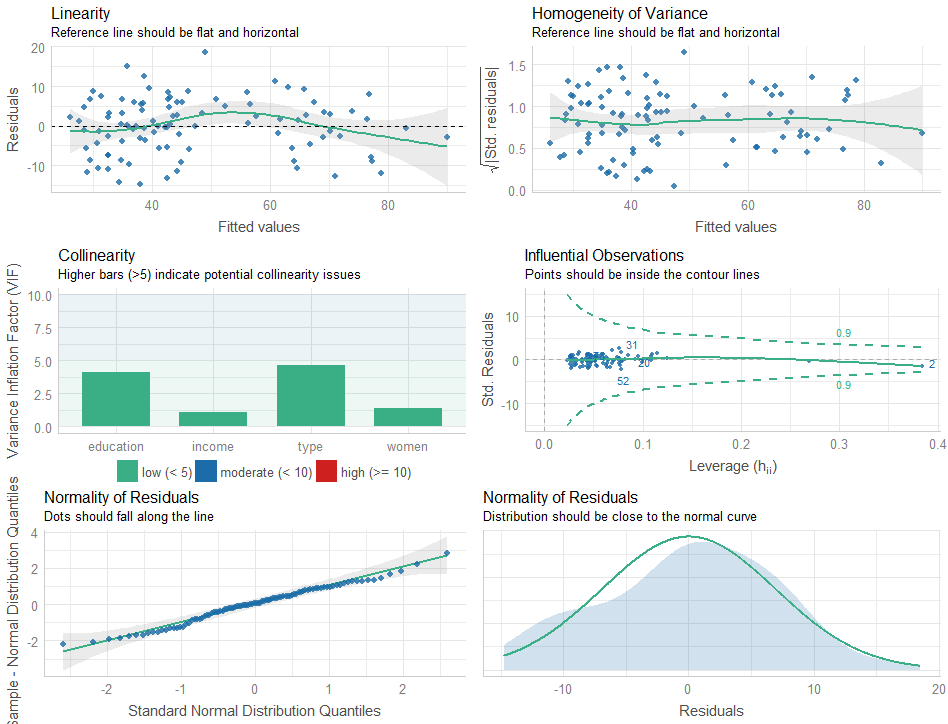 Linearity
Reference line should be flat and horizontal
20
10
0
-10
Residuals
40
60
80
Fitted values
Homogeneity of Variance
Reference line should be flat and horizontal
1.5
1.0
0.5
0.0
√|Std. residuals|
40
60
80
Fitted values
Collinearity
Higher bars (>5) indicate potential collinearity issues
10.0
7.5
5.0
2.5
0.0
Variance Inflation Factor (VIF)
education
income
type
women
low (< 5)
moderate (< 10)
high (>= 10)
Influential Observations
Points should be inside the contour lines
10
0
-10
Std. Residuals
0.9
31
20
2
52
0.9
0.0
0.1
0.2
0.3
0.4
Leverage (hii)
Normality of Residuals
Dots should fall along the line
4
2
0
-2
Sample - Normal Distribution Quantiles
-2
-1
0
1
2
Standard Normal Distribution Quantiles
Normality of Residuals
Distribution should be close to the normal curve
-10
0
10
20
Residuals